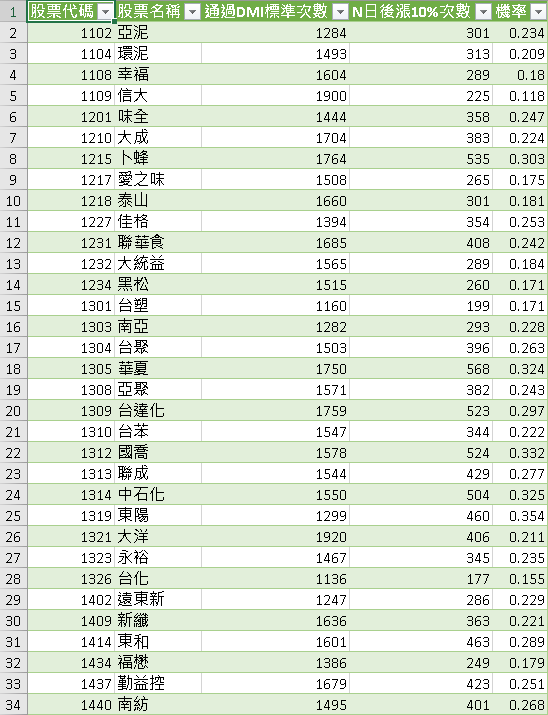 1 股票代碼 股票名稱 通過DMI標準次數 N日後漲10%次數 機率
2 1102 亞泥 1284 301 0.234
3 1104 環泥 1493 313 0.209
4 1108 幸福 1604 289 0.18
5 1109 信大 1900 225 0.118
6 1201 味全 1444 358 0.247
7 1210 大成 1704 383 0.224
8 1215 卜蜂 1764 535 0.303
9 1217 愛之味 1508 265 0.175
10 1218 泰山 1660 301 0.181
11 1227 佳格 1394 354 0.253
12 1231 聯華食 1685 408 0.242
13 1232 大統益 1565 289 0.184
14 1234 黑松 1515 260 0.171
15 1301 台塑 1160 199 0.171
16 1303 南亞 1282 293 0.228
17 1304 台聚 1503 396 0.263
18 1305 華夏 1750 568 0.324
19 1308 亞聚 1571 382 0.243
20 1309 台達化 1759 523 0.297
21 1310 台苯 1547 344 0.222
22 1312 國喬 1578 524 0.332
23 1313 聯成 1544 429 0.277
24 1314 中石化 1550 504 0.325
25 1319 東陽 1299 460 0.354
26 1321 大洋 1920 406 0.211
27 1323 永裕 1467 345 0.235
28 1326 台化 1136 177 0.155
29 1402 遠東新 1247 286 0.229
30 1409 新纖 1636 363 0.221
31 1414 東和 1601 463 0.289
32 1434 福懋 1386 249 0.179
33 1437 勤益控 1679 423 0.251
34 1440 南紡 1495 401 0.268